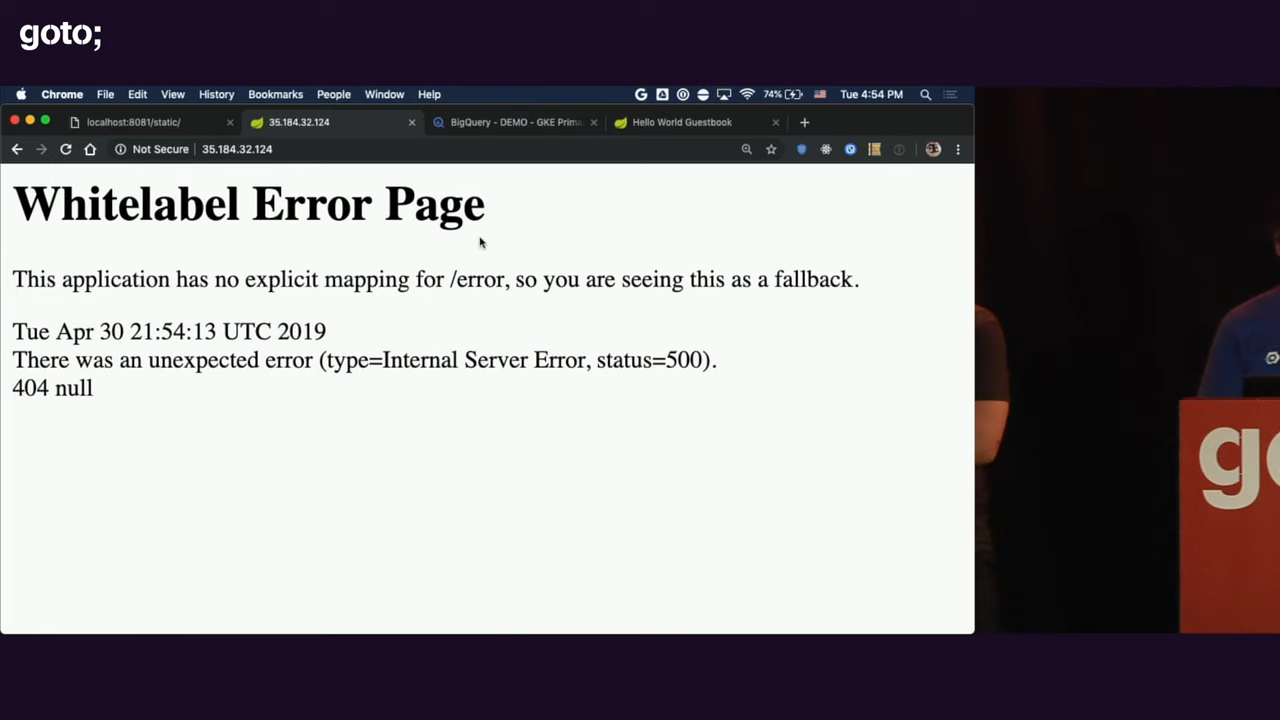 goto;
Chrome File Edit View History Bookmarks People Window Help 74% Tue 4:54 PM
localhost:8081/static/ 35.184.32.124 BigQuery - DEMO - GKE Prima Hello World Guestbook
Not Secure 35.184.32.124
Whitelabel Error Page
This application has no explicit mapping for /error, so you are seeing this as a fallback.
Tue Apr 30 21:54:13 UTC 2019
There was an unexpected error (type=Internal Server Error, status=500).
404 null
go